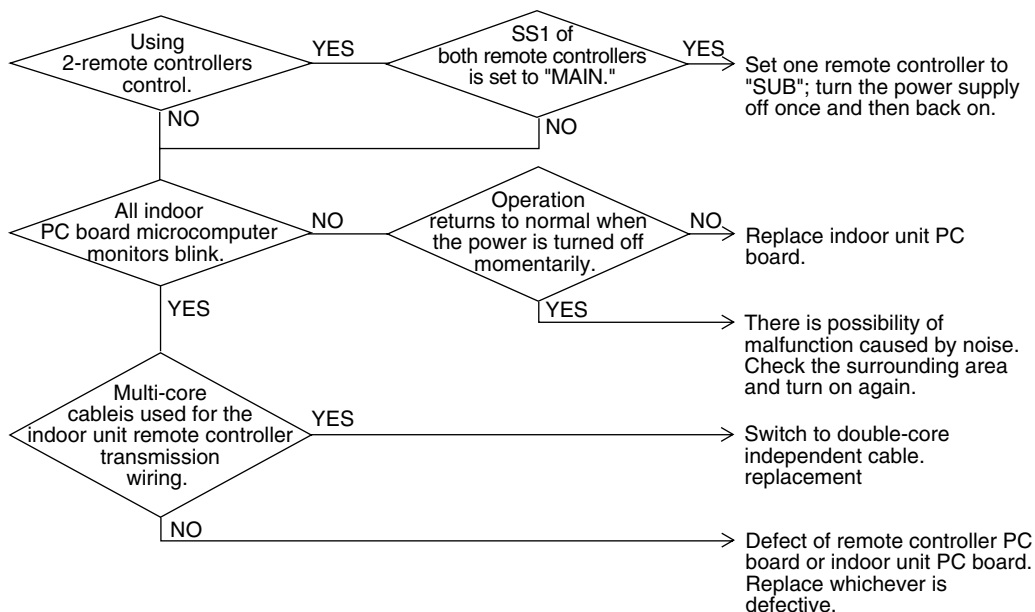 Using
2-remote controllers
control.
YES
SS1 of
both remote controllers
is set to "MAIN."
YES
Set one remote controller to
"SUB"; turn the power supply
off once and then back on.
NO
NO
All indoor
PC board microcomputer
monitors blink.
NO
Operation
returns to normal when
the power is turned off
momentarily.
NO
Replace indoor unit PC
board.
YES
YES
There is possibility of
malfunction caused by noise.
Check the surrounding area
and turn on again.
Multi-core
cableis used for the
indoor unit remote controller
transmission
wiring.
YES
Switch to double-core
independent cable.
replacement
NO
Defect of remote controller PC
board or indoor unit PC board.
Replace whichever is
defective.